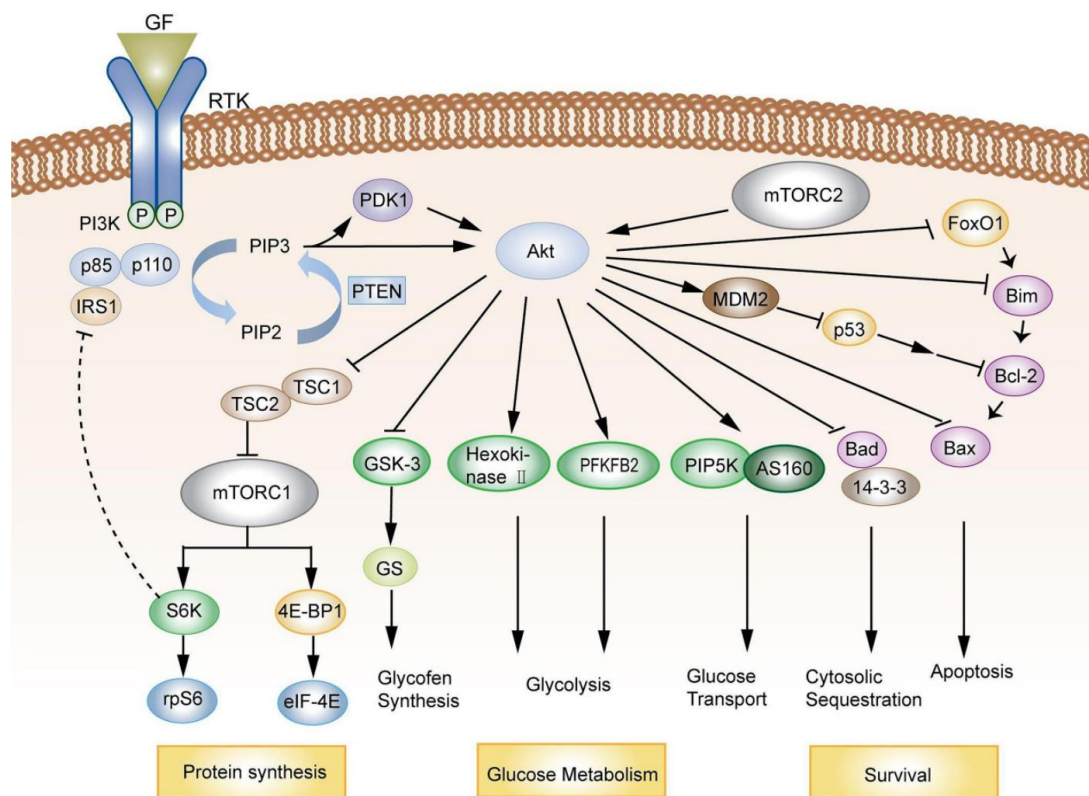 GF
RTK
P
P
PI3K
p85
p110
IRS1
PIP3
PIP2
PTEN
PDK1
Akt
mTORC2
FoxO1
MDM2
p53
Bim
Bcl-2
Bax
TSC2
TSC1
mTORC1
GSK-3
Hexoki-
nase Ⅱ
PFKFB2
PIP5K
AS160
Bad
14-3-3
GS
S6K
4E-BP1
rpS6
eIF-4E
Glycofen
Synthesis
Glycolysis
Glucose
Transport
Cytosolic
Sequestration
Apoptosis
Protein synthesis
Glucose Metabolism
Survival